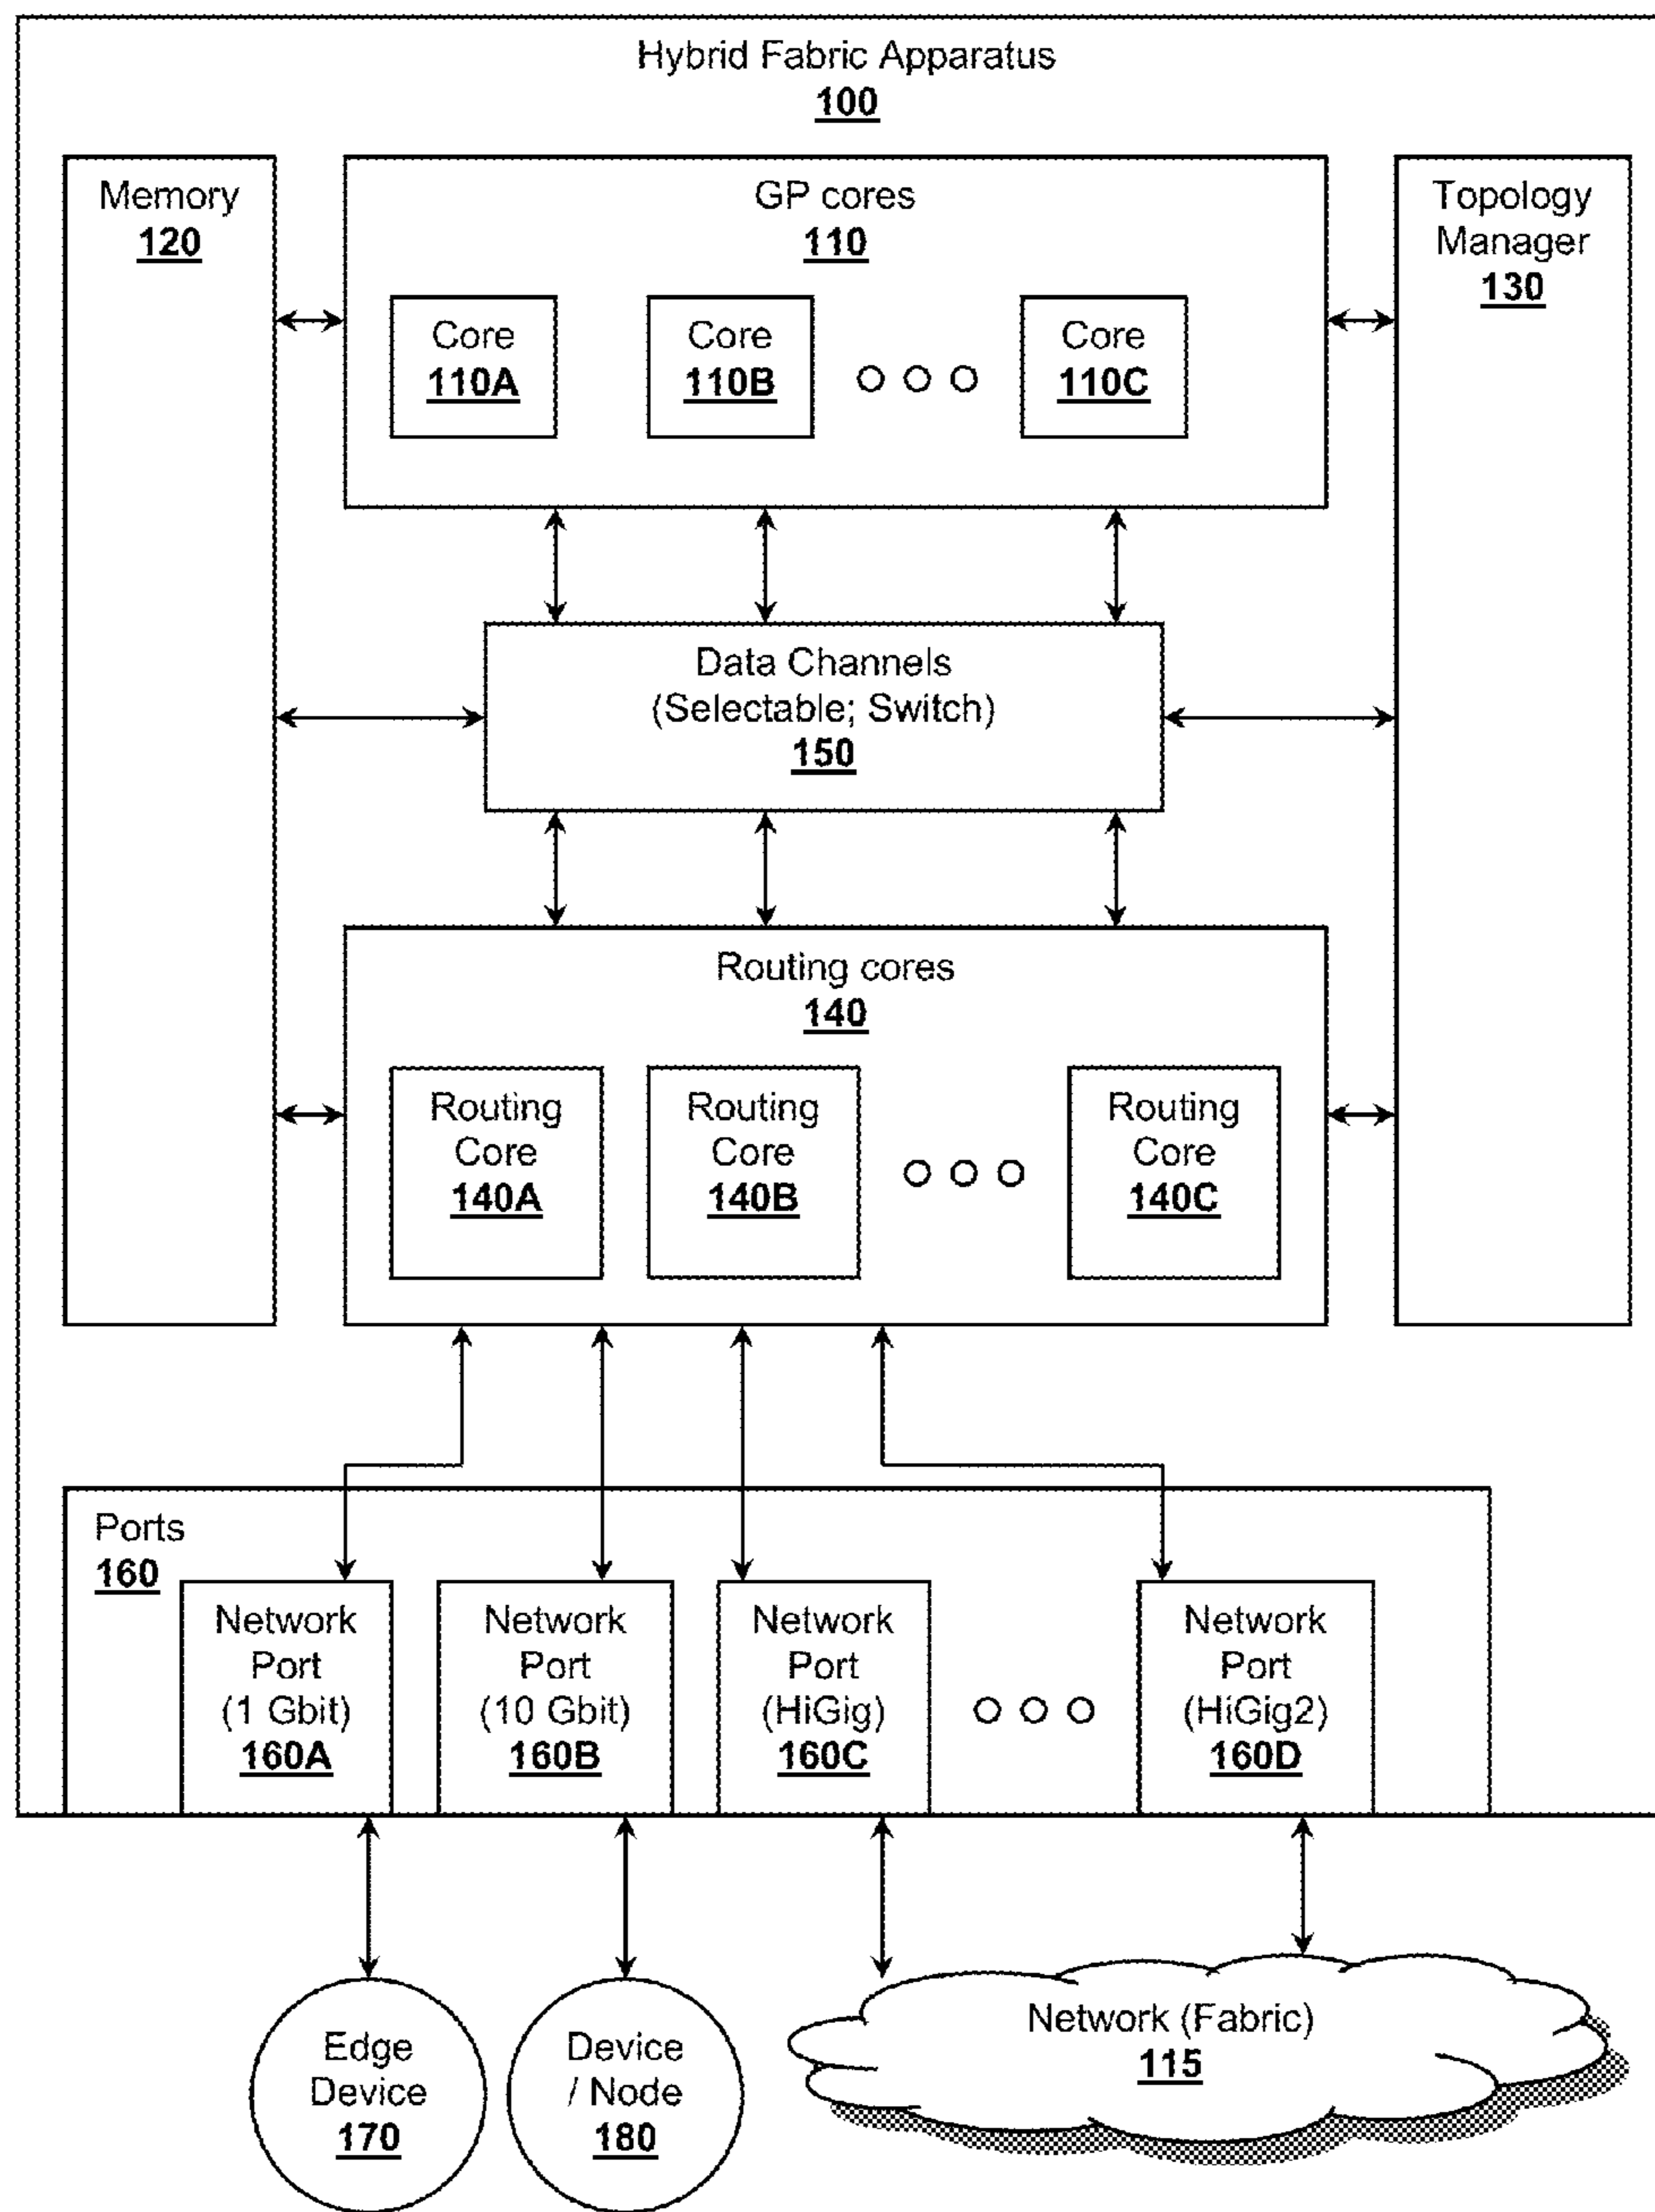 Hybrid Fabric Apparatus
100
Memory
120
GP cores
110
Topology
Manager
130
Core
110A
Core
110B
Core
110C
Data Channels
(Selectable; Switch)
150
Routing cores
140
Routing
Core
140A
Routing
Core
140B
Routing
Core
140C
Ports
160
Network
Port
(1 Gbit)
160A
Network
Port
(10 Gbit)
160B
Network
Port
(HiGig)
160C
Network
Port
(HiGig2)
160D
Edge
Device
170
Device
/ Node
180
Network (Fabric)
115